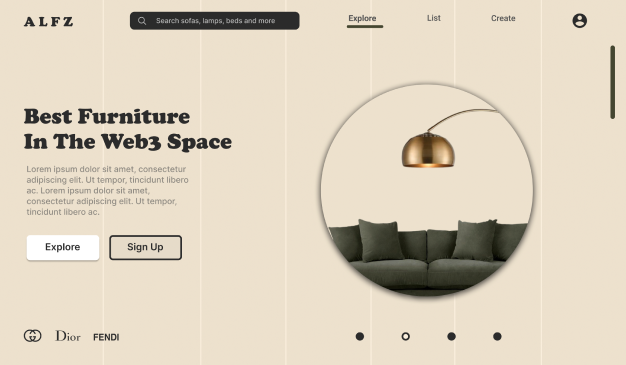 ALFZ
Search sofas, lamps, beds and more
Explore
List
Create
Best Furniture
In The Web3 Space
Lorem ipsum dolor sit amet, consectetur
adipiscing elit. Ut tempor, tincidunt libero
ac. Lorem ipsum dolor sit amet,
consectetur adipiscing elit. Ut tempor,
tincidunt libero ac.
Explore
Sign Up
Dior
FENDI